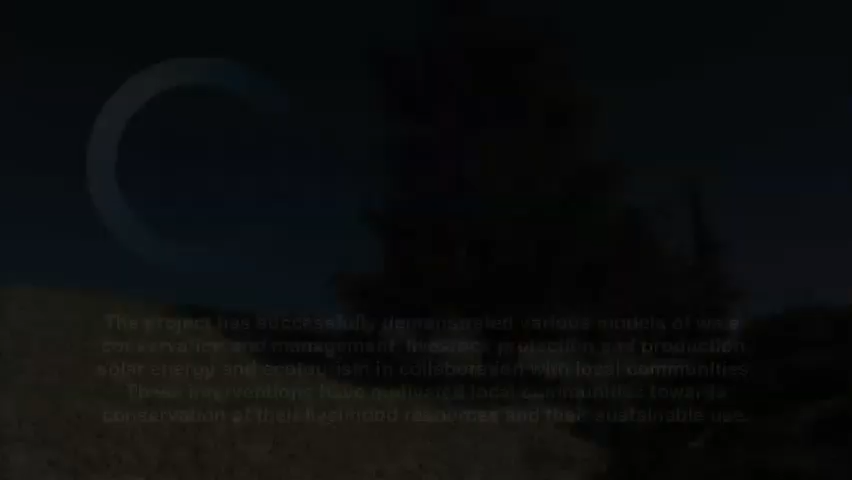 The project has successfully demonstrated various models of water
conservation and management, livestock protection and production,
solar energy and ecotourism in collaboration with local communities.
These interventions have motivated local communities towards
conservation of their livelihood resources and their sustainable use.